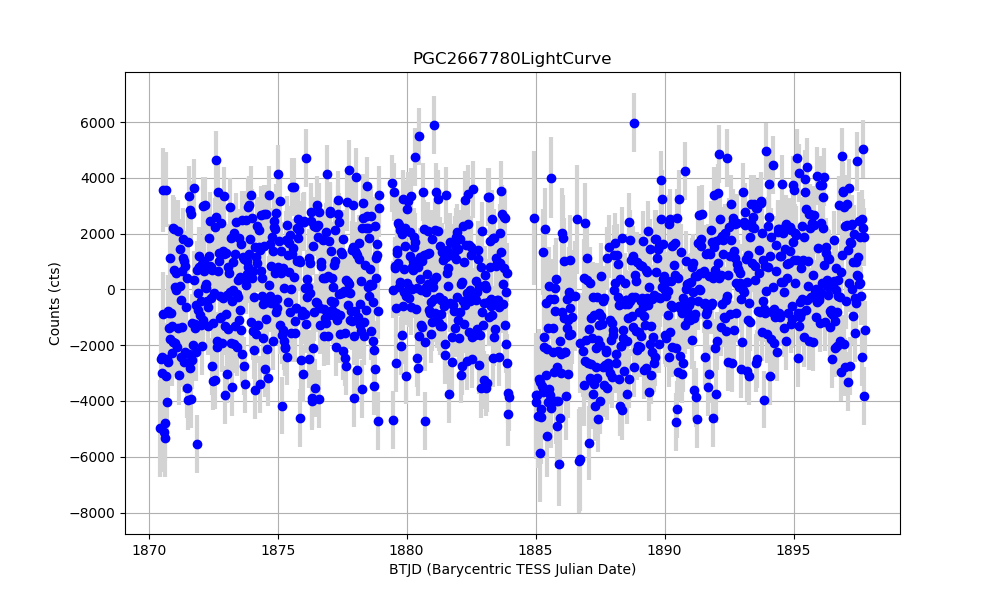 PGC2667780LightCurve
Counts (cts)
6000
4000
2000
0
−2000
−4000
−6000
−8000
1870 1875 1880 1885 1890 1895
BTJD (Barycentric TESS Julian Date)